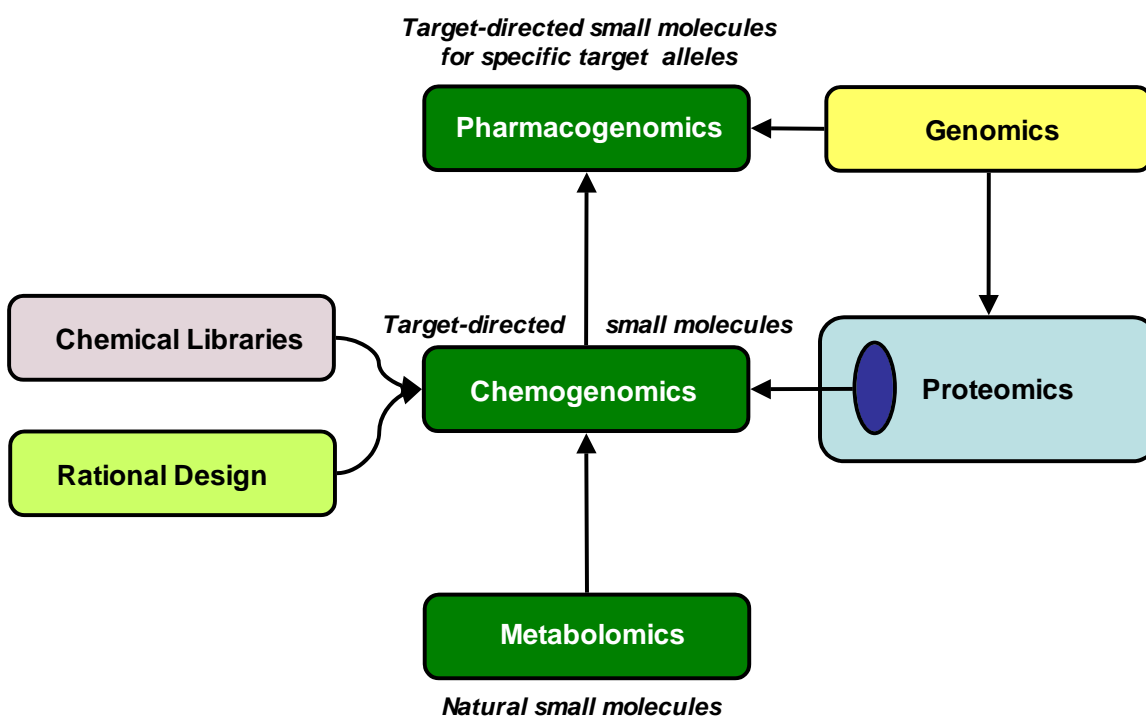 Target-directed small molecules
for specific target alleles
Pharmacogenomics
Genomics
Chemical Libraries
Target-directed small molecules
Chemogenomics
Proteomics
Rational Design
Metabolomics
Natural small molecules